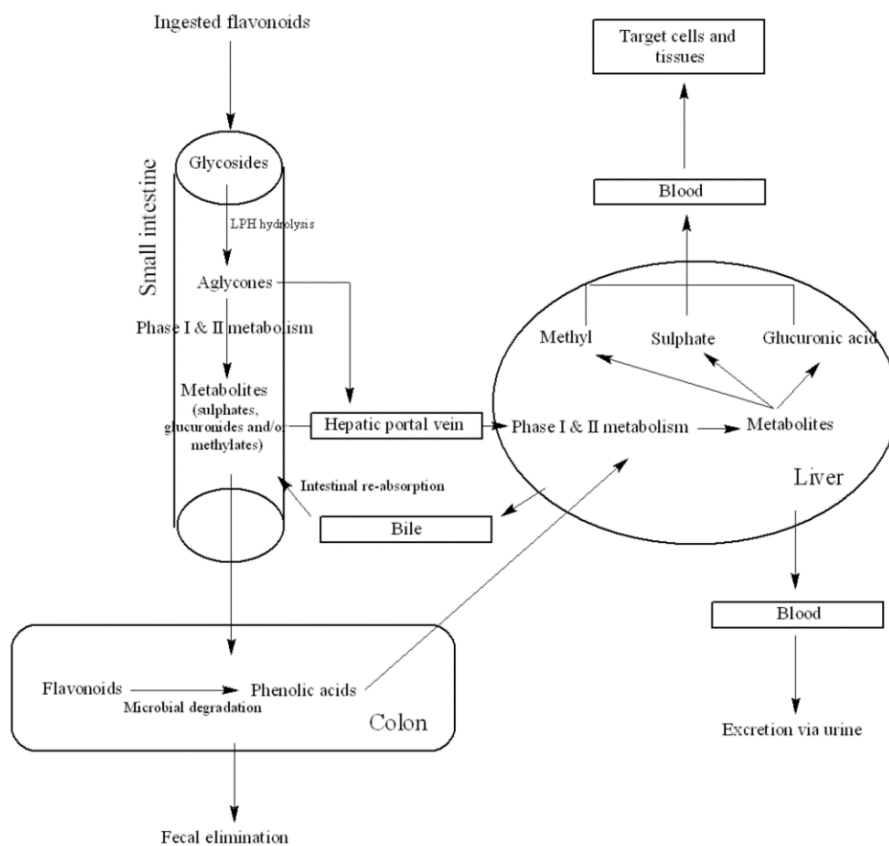 Ingested flavonoids
Target cells and
tissues
Glycosides
Small intestine
LPH hydrolysis
Blood
Aglycones
Phase I & II metabolism
Methyl
Sulphate
Glucuronic acid
Metabolites
(sulphates,
glucuronides and/or
methylates)
Hepatic portal vein
Phase I & II metabolism
Metabolites
Intestinal re-absorption
Liver
Bile
Blood
Flavonoids
Microbial degradation
Phenolic acids
Colon
Excretion via urine
Fecal elimination